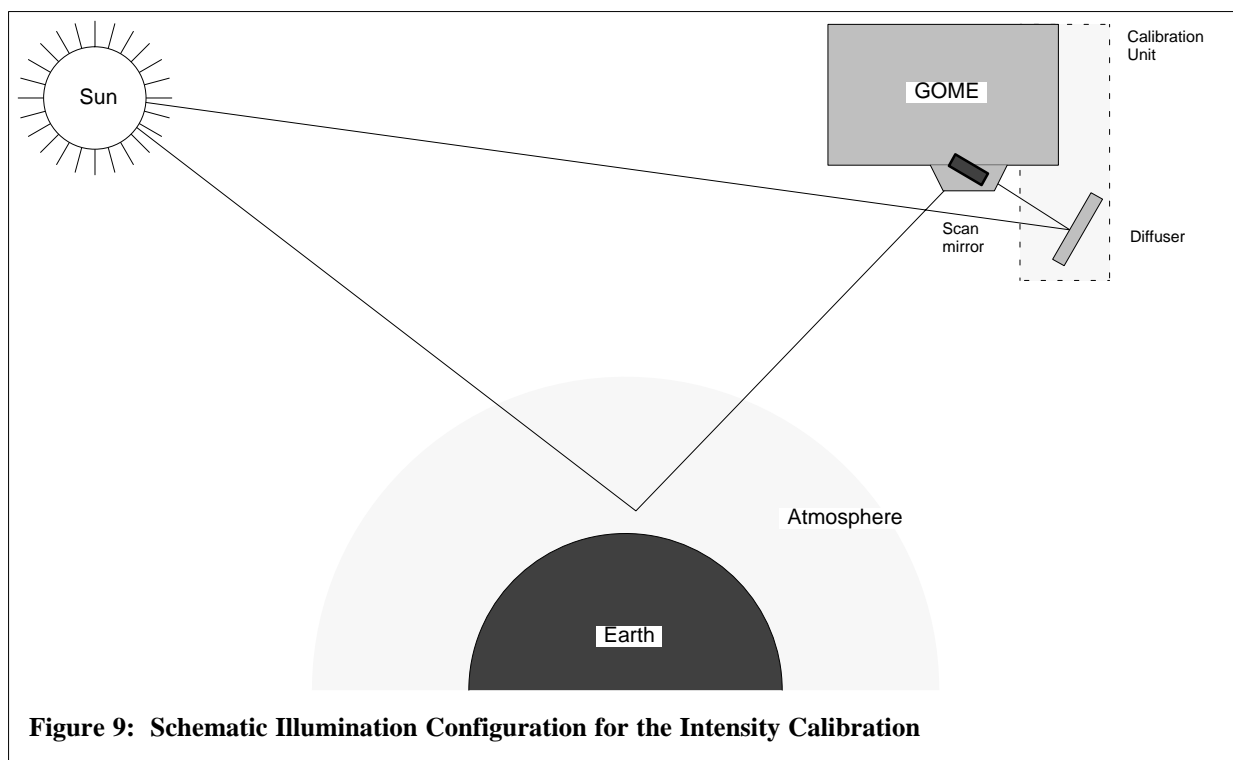 Sun
GOME
Calibration
Unit
Scan
mirror
Diffuser
Atmosphere
Earth
Figure 9: Schematic Illumination Configuration for the Intensity Calibration